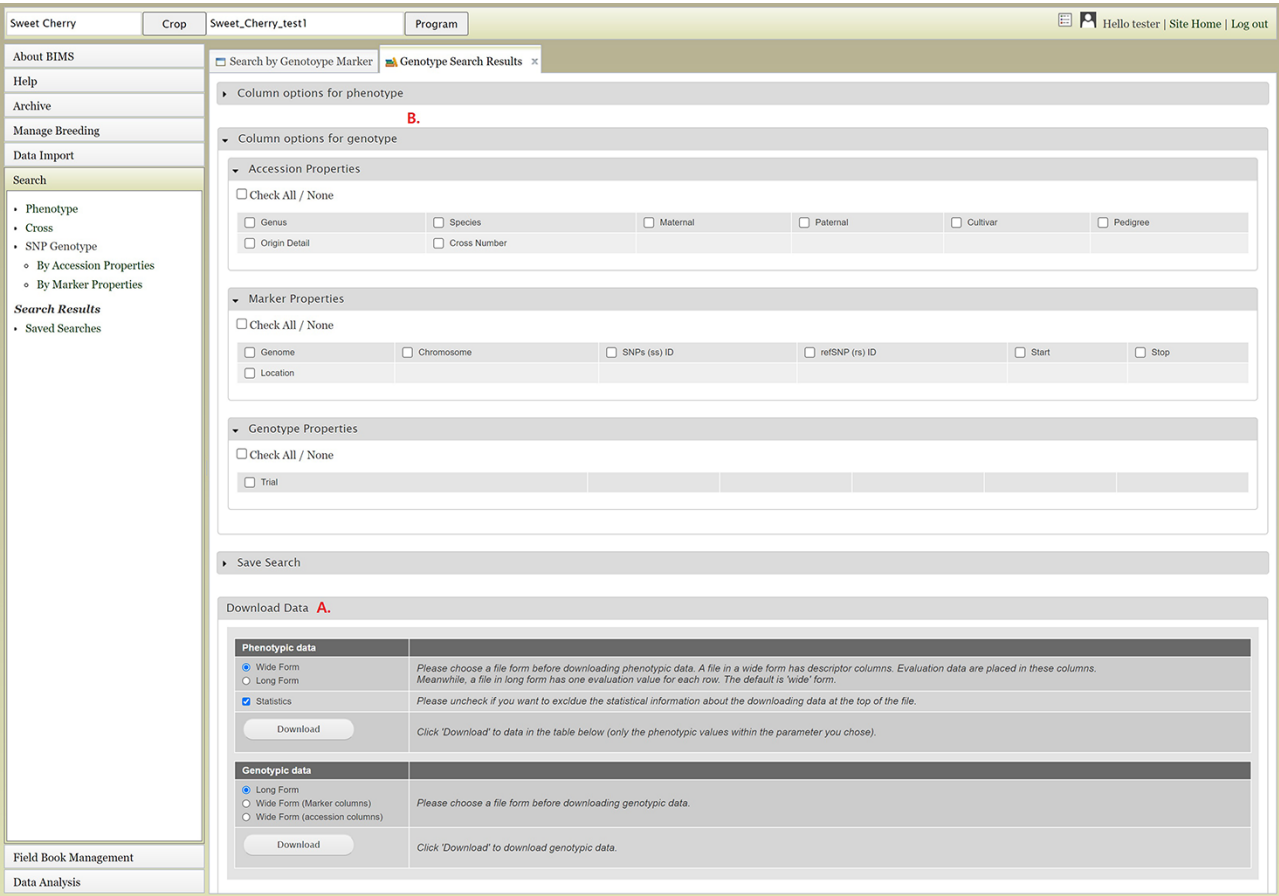 Sweet Cherry Crop Sweet_Cherry_test1 Program Hello tester | Site Home | Log out
About BIMS
Help
Archive
Manage Breeding
Data Import
Search
• Phenotype
• Cross
• SNP Genotype
By Accession Properties
By Marker Properties
Search Results
• Saved Searches
Field Book Management
Data Analysis
Search by Genotoype Marker Genotype Search Results ×
Column options for phenotype
B.
Column options for genotype
Accession Properties
Check All / None
Genus Species Maternal Paternal Cultivar Pedigree
Origin Detail Cross Number
Marker Properties
Check All / None
Genome Chromosome SNPs (ss) ID refSNP (rs) ID Start Stop
Location
Genotype Properties
Check All / None
Trial
Save Search
Download Data A.
Phenotypic data
Wide Form
Long Form
Please choose a file form before downloading phenotypic data. A file in a wide form has descriptor columns. Evaluation data are placed in these columns.
Meanwhile, a file in long form has one evaluation value for each row. The default is 'wide' form.
Statistics Please uncheck if you want to excldue the statistical information about the downloading data at the top of the file.
Download Click 'Download' to data in the table below (only the phenotypic values within the parameter you chose).
Genotypic data
Long Form
Wide Form (Marker columns) Please choose a file form before downloading genotypic data.
Wide Form (accession columns)
Download Click 'Download' to download genotypic data.